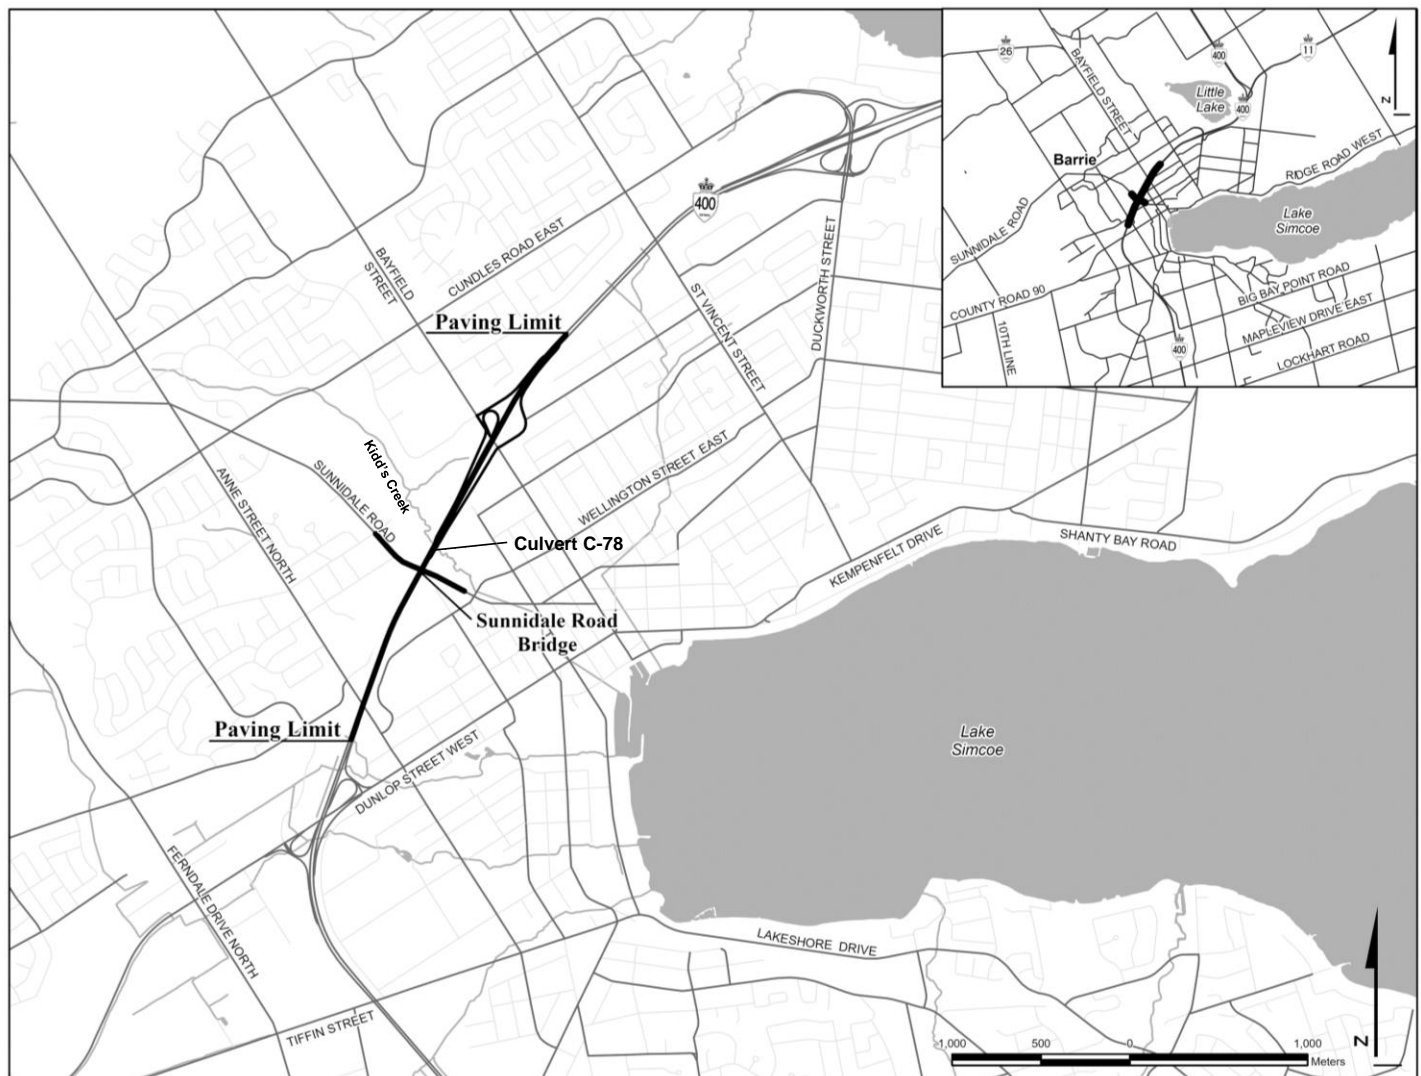 26
400
11
BAYFIELD STREET
Little
Lake
400
Z
Barrie
RIDGE ROAD WEST
Lake
Simcoe
SUNNIDALE ROAD
COUNTY ROAD 90
10TH LINE
BIG BAY POINT ROAD
MAPLEVIEW DRIVE EAST
LOCKHART ROAD
400
400
BAYFIELD
STREET
CUNDLES ROAD EAST
ST VINCENT STREET
DUCKWORTH STREET
Paving Limit
Kidd's Creek
SUNNIDALE ROAD
ANNE STREET NORTH
WELLINGTON STREET EAST
Culvert C-78
KEMPENFELT DRIVE
SHANTY BAY ROAD
Sunnidale Road
Bridge
Paving Limit
DUNLOP STREET WEST
Lake
Simcoe
FERNDALE DRIVE NORTH
LAKESHORE DRIVE
TIFFIN STREET
1,000 500 0 1,000
Meters
Z